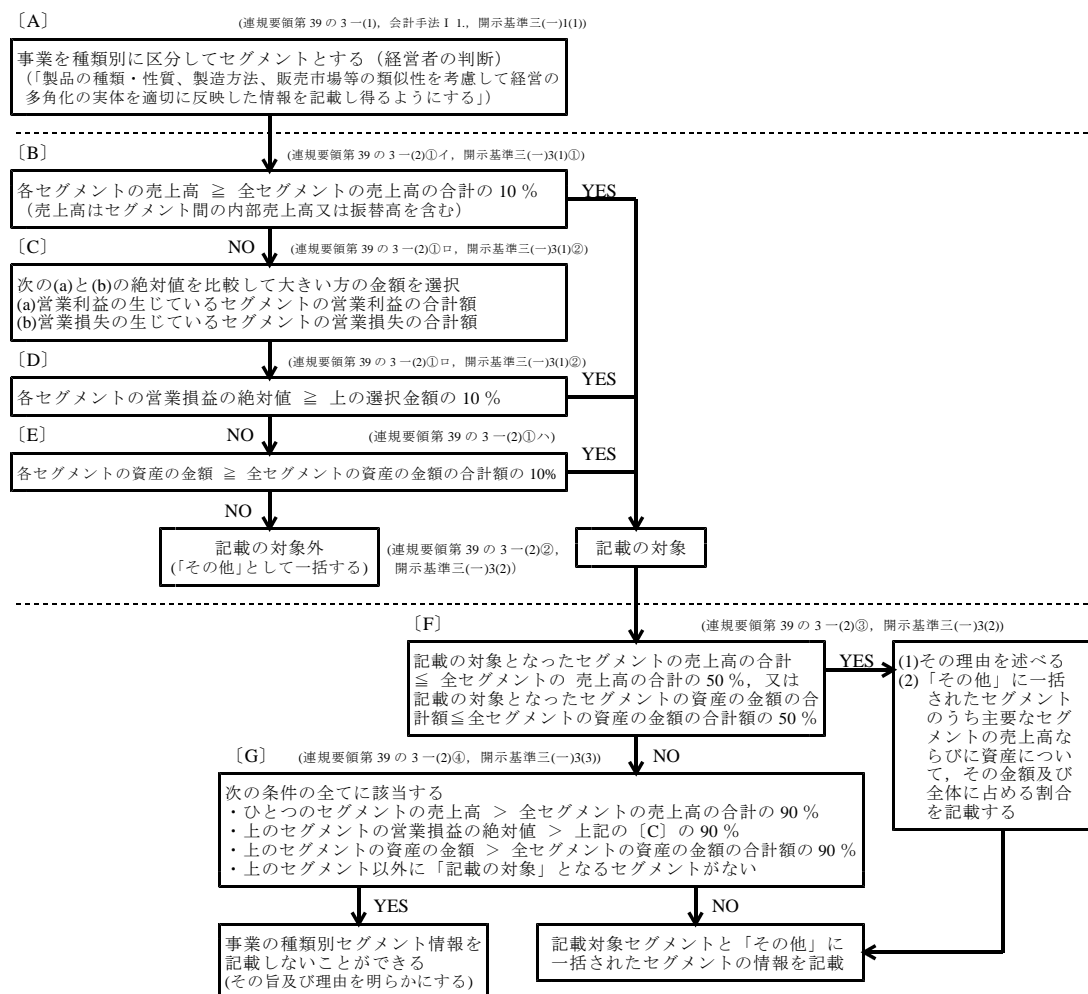 〔A〕 (連規要領第 39 の 3 一(1)，会計手法Ⅰ 1.，開示基準三(一)1(1))
事業を種類別に区分してセグメントとする（経営者の判断）
（「製品の種類・性質、製造方法、販売市場等の類似性を考慮して経営の
多角化の実体を適切に反映した情報を記載し得るようにする」）
〔B〕 (連規要領第 39 の 3 一(2)①イ，開示基準三(一)3(1)①)
各セグメントの売上高 ≧ 全セグメントの売上高の合計の 10 %
（売上高はセグメント間の内部売上高又は振替高を含む）
YES
〔C〕 NO (連規要領第 39 の 3 一(2)①ロ，開示基準三(一)3(1)②)
次の(a)と(b)の絶対値を比較して大きい方の金額を選択
(a)営業利益の生じているセグメントの営業利益の合計額
(b)営業損失の生じているセグメントの営業損失の合計額
〔D〕 (連規要領第 39 の 3 一(2)①ロ，開示基準三(一)3(1)②)
各セグメントの営業損益の絶対値 ≧ 上の選択金額の 10 %
YES
〔E〕 NO (連規要領第 39 の 3 一(2)①ハ)
各セグメントの資産の金額 ≧ 全セグメントの資産の金額の合計額の 10%
YES
NO
記載の対象外
(「その他」として一括する)
(連規要領第 39 の 3 一(2)②，
開示基準三(一)3(2))
記載の対象
〔F〕 (連規要領第 39 の 3 一(2)③，開示基準三(一)3(2))
記載の対象となったセグメントの売上高の合計
≦ 全セグメントの 売上高の合計の 50 %，又は
記載の対象となったセグメントの資産の金額の合
計額≦全セグメントの資産の金額の合計額の 50 %
YES
(1)その理由を述べる
(2)「その他」に一括
されたセグメント
のうち主要なセグ
メントの売上高な
らびに資産につい
て，その金額及び
全体に占める割合
を記載する
〔G〕 (連規要領第 39 の 3 一(2)④，開示基準三(一)3(3)) NO
次の条件の全てに該当する
・ひとつのセグメントの売上高 ＞ 全セグメントの売上高の合計の 90 %
・上のセグメントの営業損益の絶対値 ＞ 上記の〔C〕の 90 %
・上のセグメントの資産の金額 ＞ 全セグメントの資産の金額の合計額の 90 %
・上のセグメント以外に「記載の対象」となるセグメントがない
YES
NO
事業の種類別セグメント情報を
記載しないことができる
(その旨及び理由を明らかにする)
記載対象セグメントと「その他」に
一括されたセグメントの情報を記載